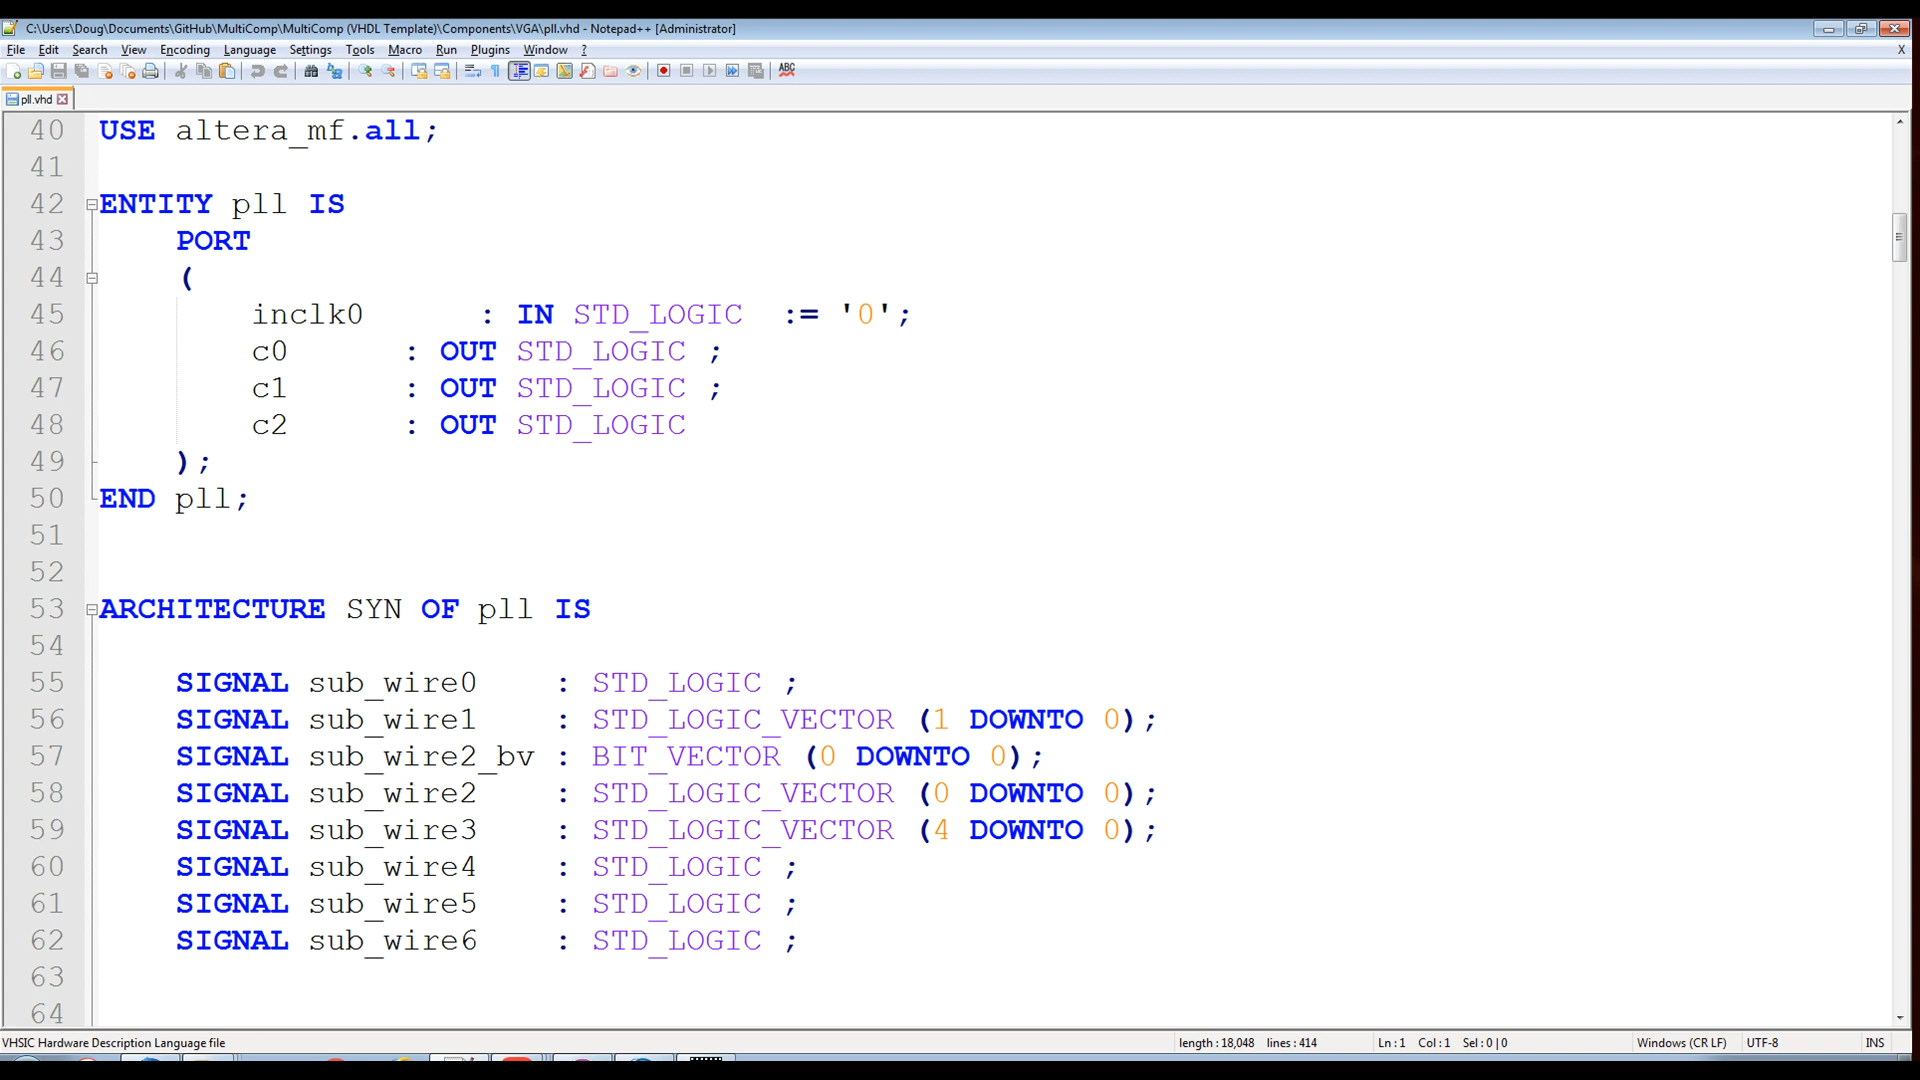 C:\Users\Doug\Documents\GitHub\MultiComp\MultiComp (VHDL Template)\Components\VGA\pll.vhd - Notepad++ [Administrator]
File Edit Search View Encoding Language Settings Tools Macro Run Plugins Window ? X
ABC
pll.vhd
40 USE altera_mf.all;
41
42 ENTITY pll IS
43 PORT
44 (
45 inclk0 : IN STD_LOGIC := '0';
46 c0 : OUT STD_LOGIC ;
47 c1 : OUT STD_LOGIC ;
48 c2 : OUT STD_LOGIC
49 );
50 END pll;
51
52
53 ARCHITECTURE SYN OF pll IS
54
55 SIGNAL sub_wire0 : STD_LOGIC ;
56 SIGNAL sub_wire1 : STD_LOGIC_VECTOR (1 DOWNTO 0);
57 SIGNAL sub_wire2_bv : BIT_VECTOR (0 DOWNTO 0);
58 SIGNAL sub_wire2 : STD_LOGIC_VECTOR (0 DOWNTO 0);
59 SIGNAL sub_wire3 : STD_LOGIC_VECTOR (4 DOWNTO 0);
60 SIGNAL sub_wire4 : STD_LOGIC ;
61 SIGNAL sub_wire5 : STD_LOGIC ;
62 SIGNAL sub_wire6 : STD_LOGIC ;
63
64
VHSIC Hardware Description Language file length : 18,048 lines : 414 Ln : 1 Col : 1 Sel : 0 | 0 Windows (CR LF) UTF-8 INS